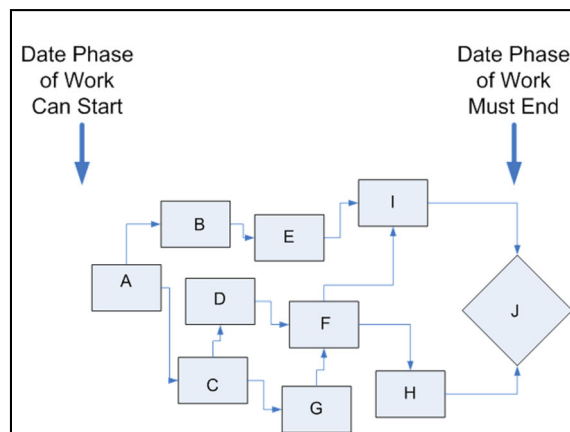 Date Phase
of Work
Can Start
Date Phase
of Work
Must End
I
B
E
A
D
F
J
C
H
G